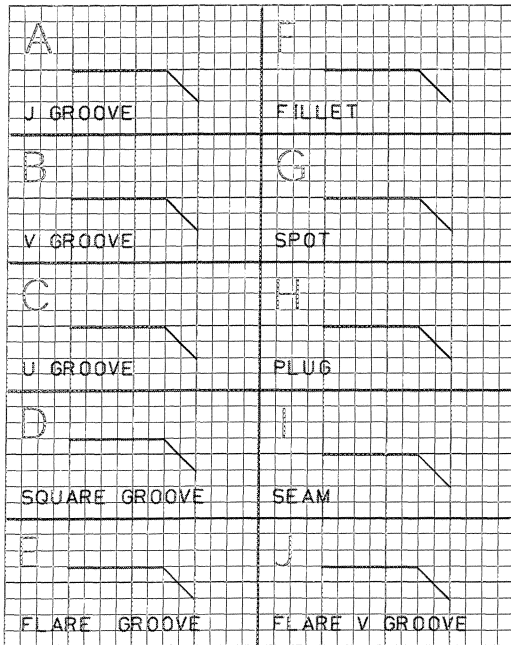 A
J GROOVE
B
V GROOVE
C
U GROOVE
D
SQUARE GROOVE
E
FLARE GROOVE
F
FILLET
G
SPOT
H
PLUG
I
SEAM
J
FLARE V GROOVE